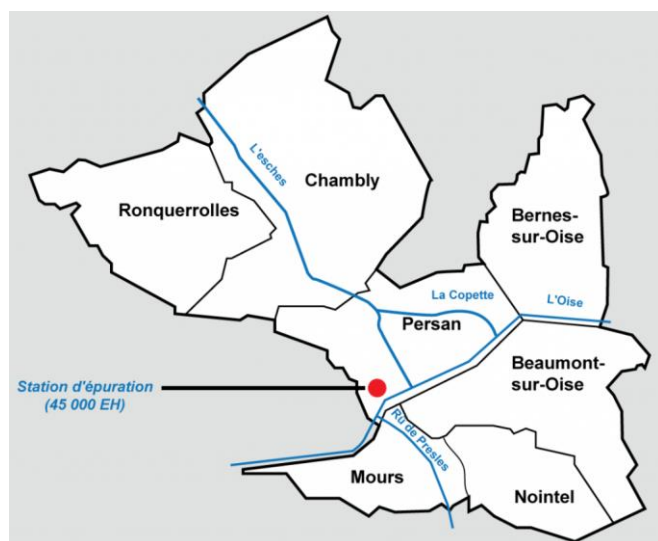 L'esches
Chambly
Ronquerrolles
Bernes-
sur-Oise
La Copette
L'Oise
Persan
Beaumont-
sur-Oise
Station d'épuration
(45 000 EH)
Rû de Presles
Mours
Nointel